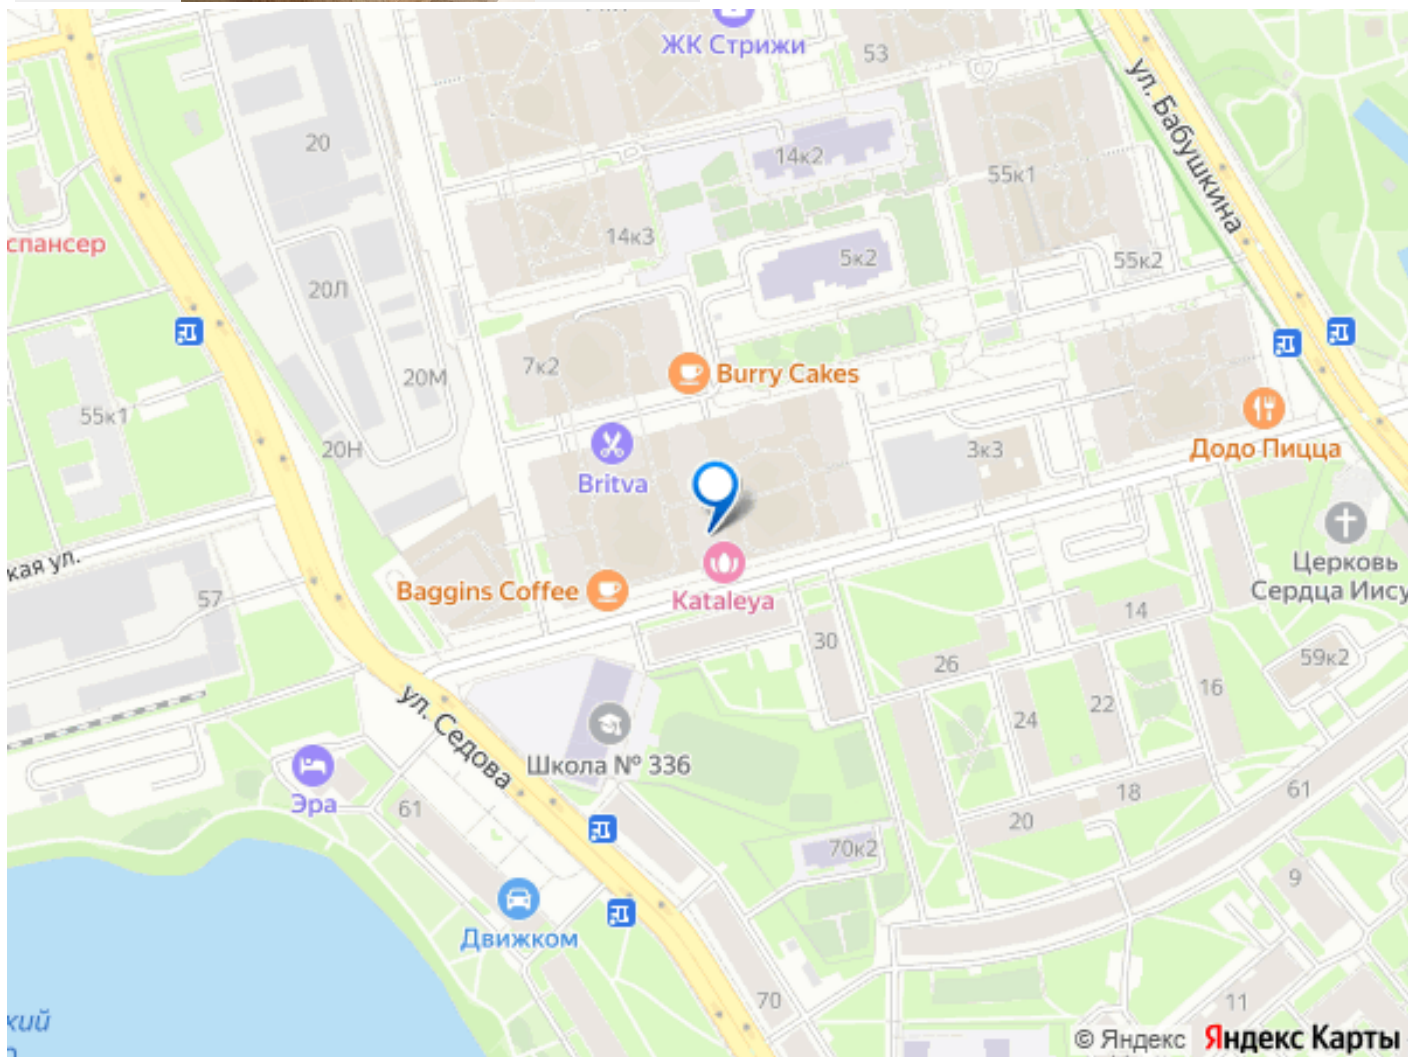 ЖК Стрижи
53
ул. Бабушкина
20
14к2
55к1
спансер
14к3
5к2
55к2
20Л
7к2
Burry Cakes
20М
55к1
20Н
Britva
3к3
Додо Пицца
кая ул.
57
Baggins Coffee
Kataleya
Церковь
Сердца Иису
14
30
26
59к2
16
22
24
ул. Седова
Школа № 336
Эра
61
18
61
20
70к2
9
Движком
70
11
кий
© Яндекс Яндекс Карты